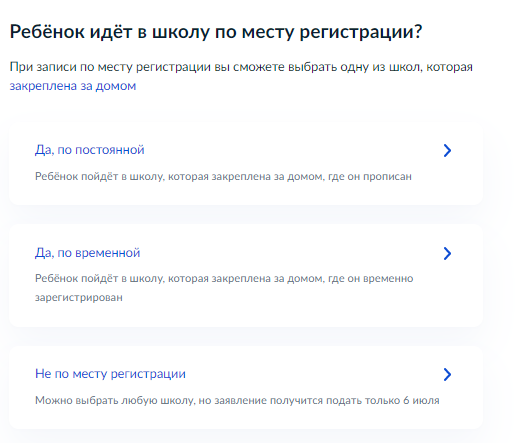 Ребёнок идёт в школу по месту регистрации?
При записи по месту регистрации вы сможете выбрать одну из школ, которая
закреплена за домом
Да, по постоянной
Ребёнок пойдёт в школу, которая закреплена за домом, где он прописан
Да, по временной
Ребёнок пойдёт в школу, которая закреплена за домом, где он временно
зарегистрирован
Не по месту регистрации
Можно выбрать любую школу, но заявление получится подать только 6 июля